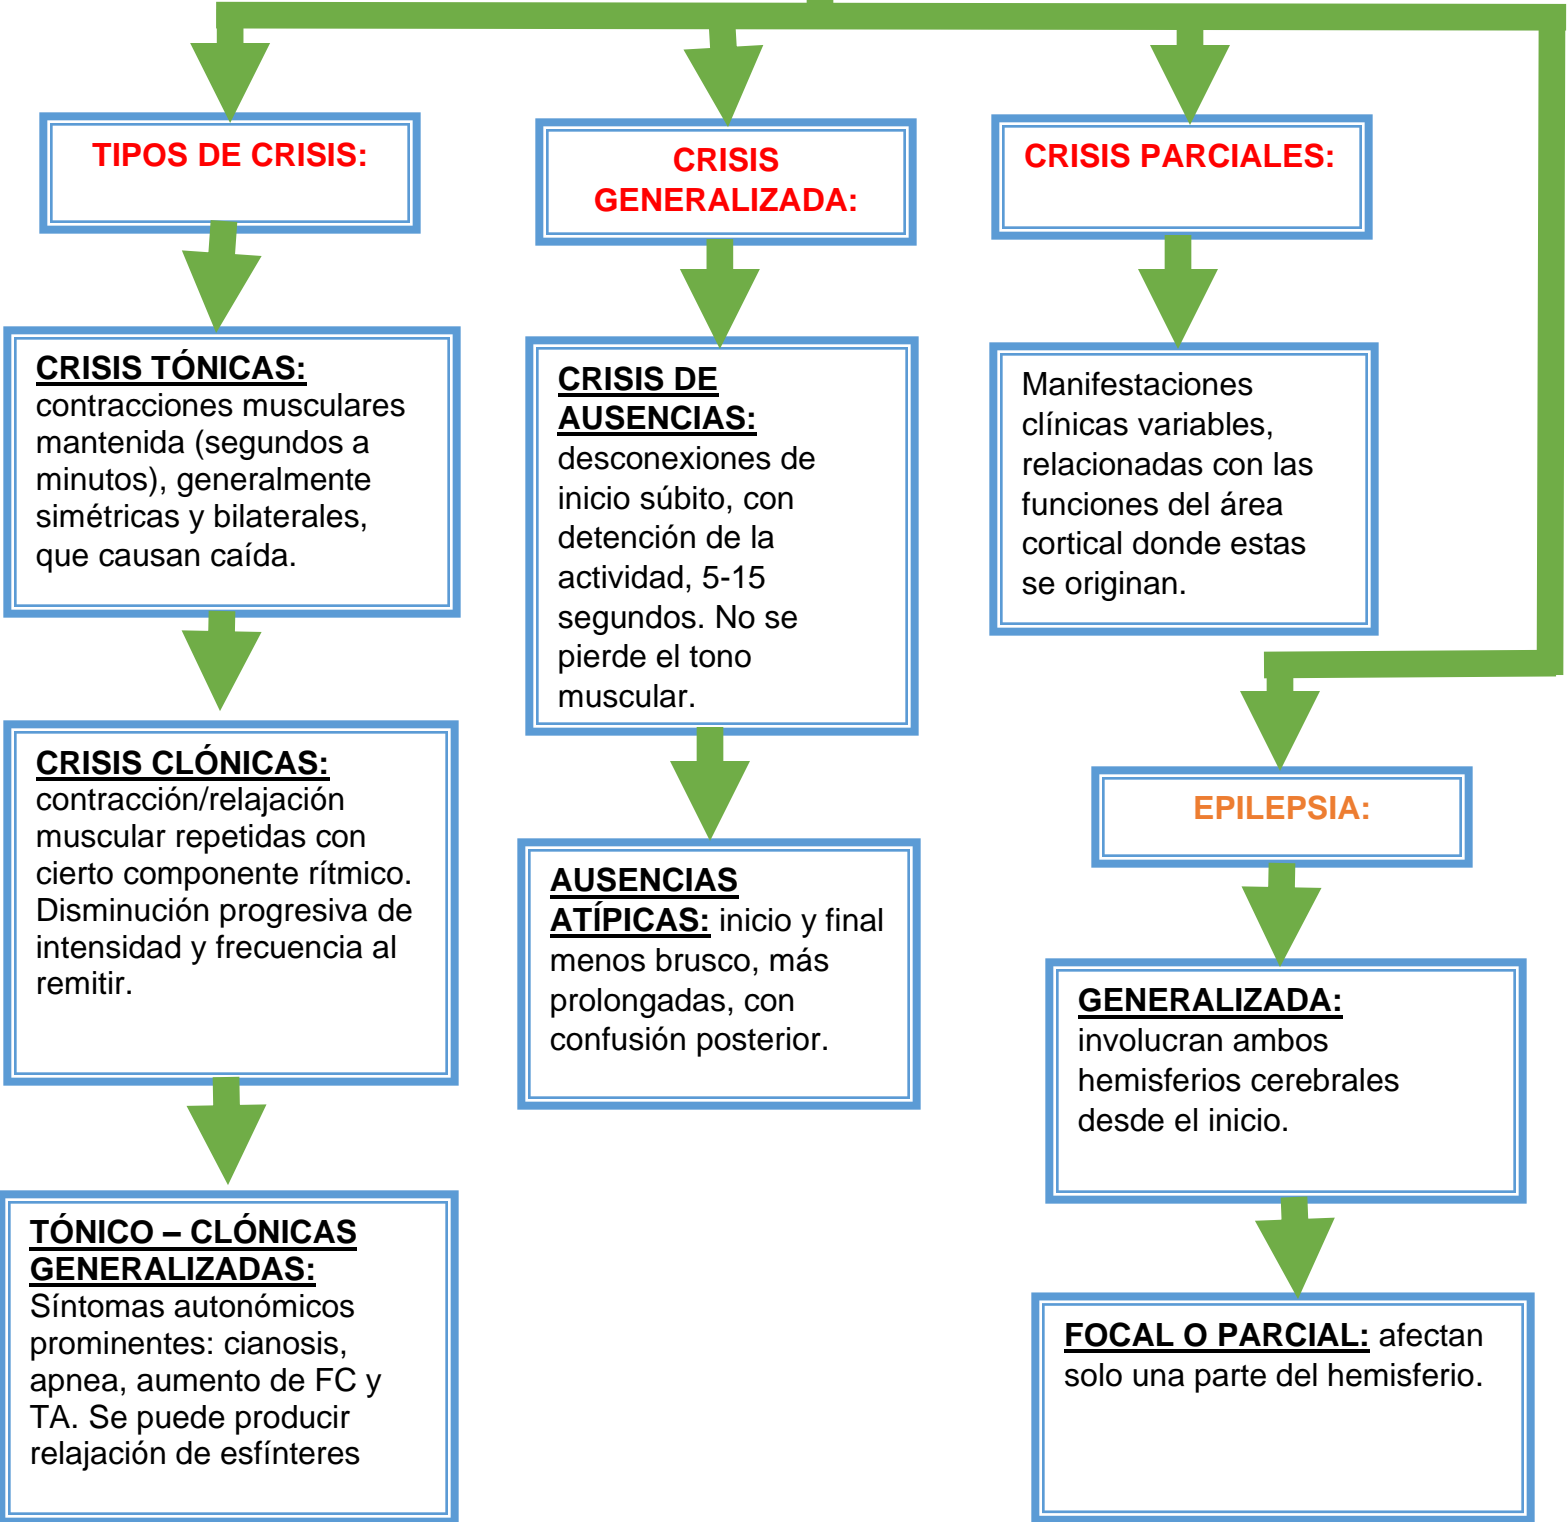 TIPOS DE CRISIS:
CRISIS TÓNICAS:
contracciones musculares
mantenida (segundos a
minutos), generalmente
simétricas y bilaterales,
que causan caída.
CRISIS CLÓNICAS:
contracción/relajación
muscular repetidas con
cierto componente rítmico.
Disminución progresiva de
intensidad y frecuencia al
remitir.
TÓNICO – CLÓNICAS
GENERALIZADAS:
Síntomas autonómicos
prominentes: cianosis,
apnea, aumento de FC y
TA. Se puede producir
relajación de esfínteres
CRISIS
GENERALIZADA:
CRISIS DE
AUSENCIAS:
desconexiones de
inicio súbito, con
detención de la
actividad, 5-15
segundos. No se
pierde el tono
muscular.
AUSENCIAS
ATÍPICAS: inicio y final
menos brusco, más
prolongadas, con
confusión posterior.
CRISIS PARCIALES:
Manifestaciones
clínicas variables,
relacionadas con las
funciones del área
cortical donde estas
se originan.
EPILEPSIA:
GENERALIZADA:
involucran ambos
hemisferios cerebrales
desde el inicio.
FOCAL O PARCIAL: afectan
solo una parte del hemisferio.